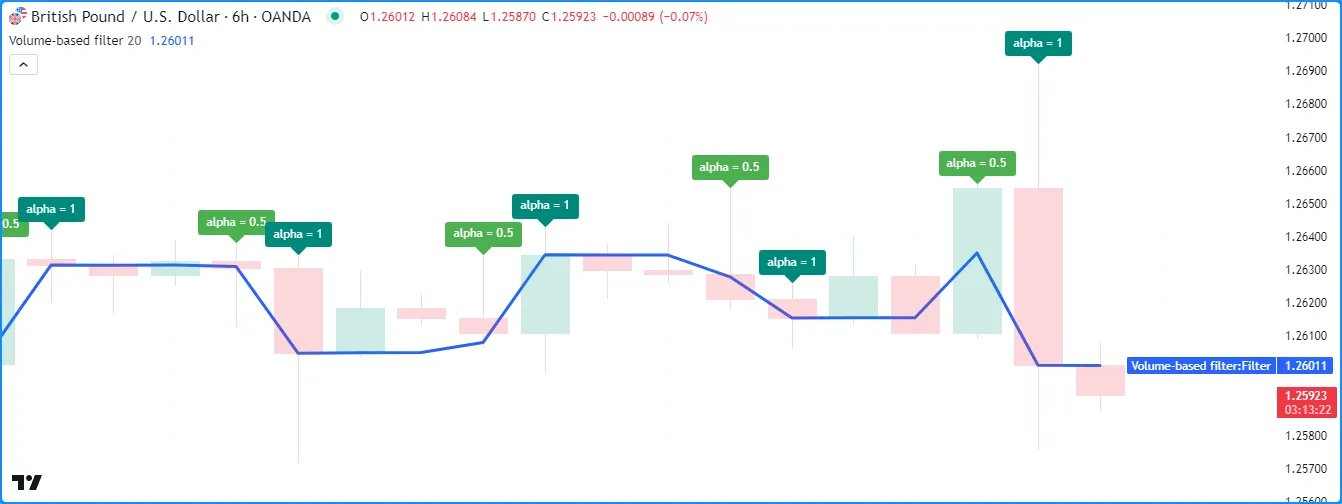 British Pound / U.S. Dollar · 6h · OANDA O1.26012 H1.26084 L1.25870 C1.25923 −0.00089 (−0.07%)
Volume-based filter 20 1.26011
alpha = 1
alpha = 0.5
alpha = 0.5
alpha = 1
alpha = 1
0.5
alpha = 0.5
alpha = 1
alpha = 0.5
alpha = 1
1.27100
1.27000
1.26900
1.26800
1.26700
1.26600
1.26500
1.26400
1.26300
1.26200
1.26100
Volume-based filter:Filter 1.26011
1.25923
03:13:22
1.25800
1.25700
1.25600